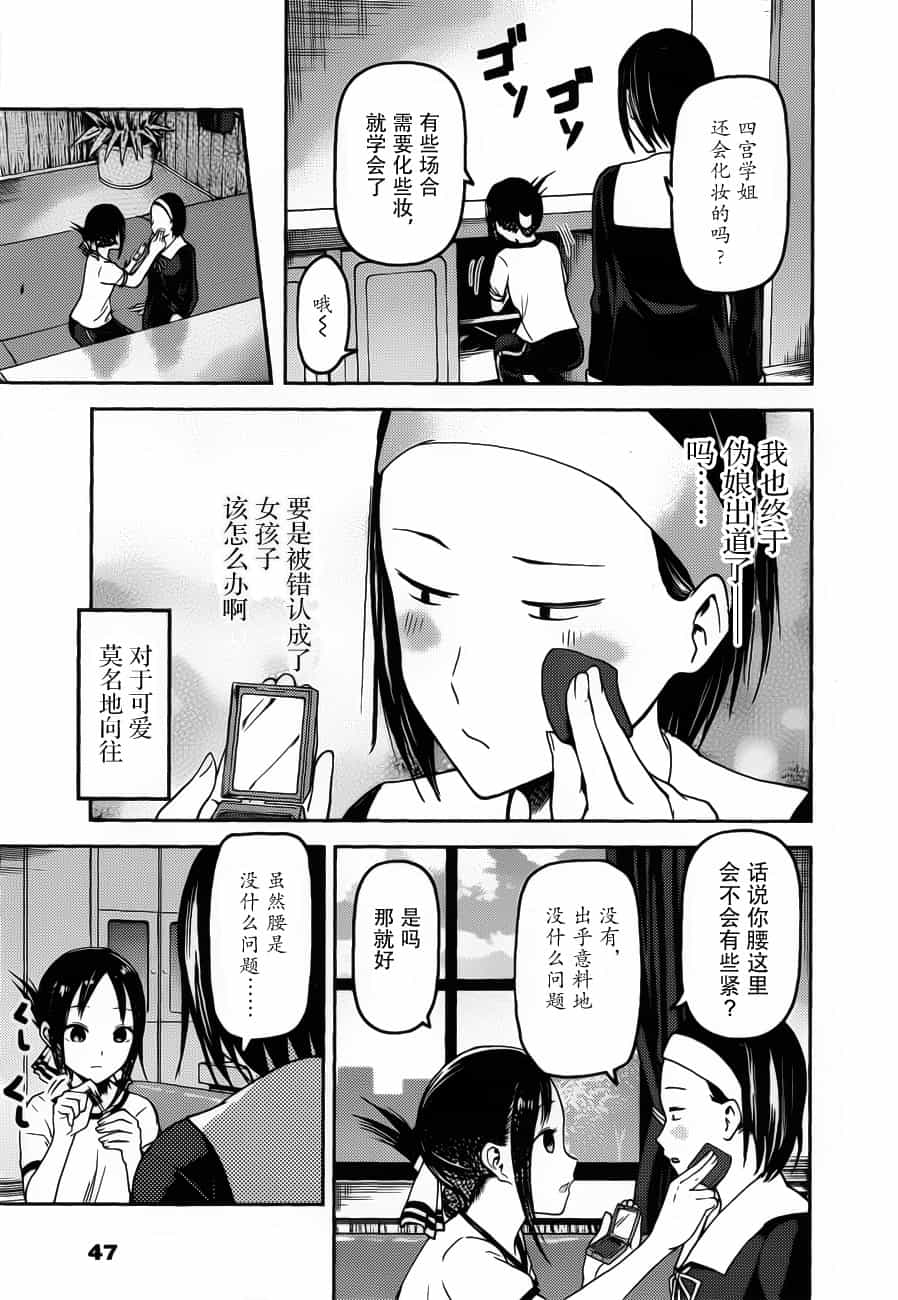 四宫学姐
还会化妆
的吗?
ゴソ
ゴソ
有些场合
需要化些妆,
就学会了
哦～
我也终于
伪娘出道了——
吗……
要是被错认成了
女孩子
该怎么办啊
对于可爱
莫名地向往
话说你腰这里
会不会有些紧?
没有,
出乎意料地
没什么问题
是吗
那就好
虽然腰是
没什么问题……
くるくる
47